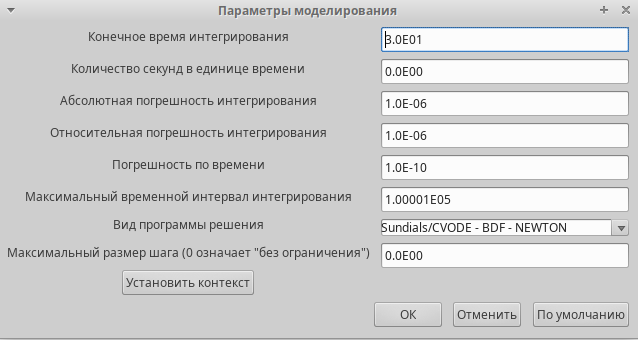 Параметры моделирования
Конечное время интегрирования 3.0E01
Количество секунд в единице времени 0.0E00
Абсолютная погрешность интегрирования 1.0E-06
Относительная погрешность интегрирования 1.0E-06
Погрешность по времени 1.0E-10
Максимальный временной интервал интегрирования 1.00001E05
Вид программы решения Sundials/CVODE - BDF - NEWTON
Максимальный размер шага (0 означает "без ограничения") 0.0E00
Установить контекст
ОК Отменить По умолчанию